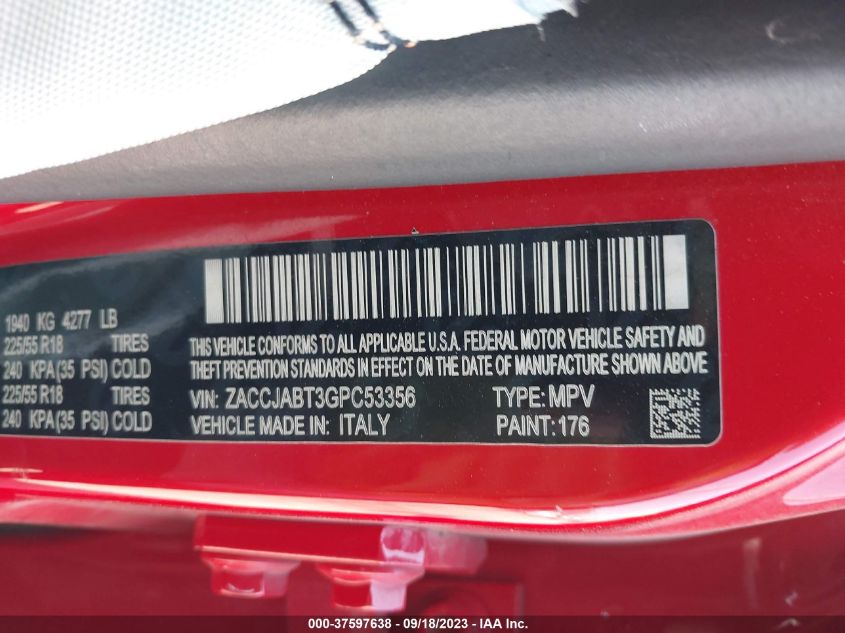 1940 KG 4277 LB
225/55 R18 TIRES
240 KPA(35 PSI) COLD
225/55 R18 TIRES
240 KPA(35 PSI) COLD
THIS VEHICLE CONFORMS TO ALL APPLICABLE U.S.A. FEDERAL MOTOR VEHICLE SAFETY AND
THEFT PREVENTION STANDARDS IN EFFECT ON THE DATE OF MANUFACTURE SHOWN ABOVE
VIN: ZACCJABT3GPC53356 TYPE: MPV
VEHICLE MADE IN: ITALY PAINT: 176
000-37597638 - 09/18/2023 - IAA Inc.